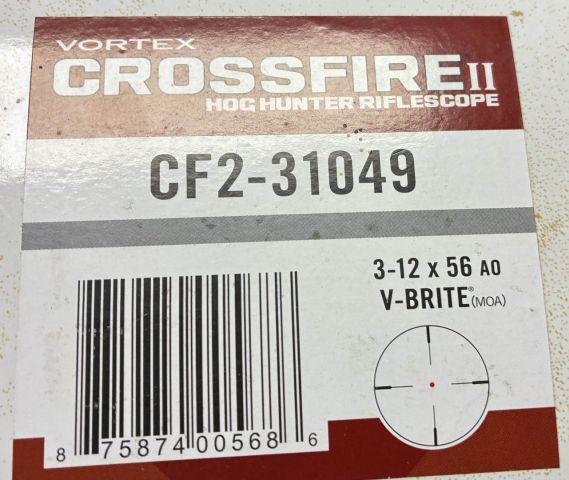 VORTEX
CROSSFIRE II
HOG HUNTER RIFLESCOPE
CF2-31049
3-12 x 56 AO
V-BRITE® (MOA)
8 75874 00568 6